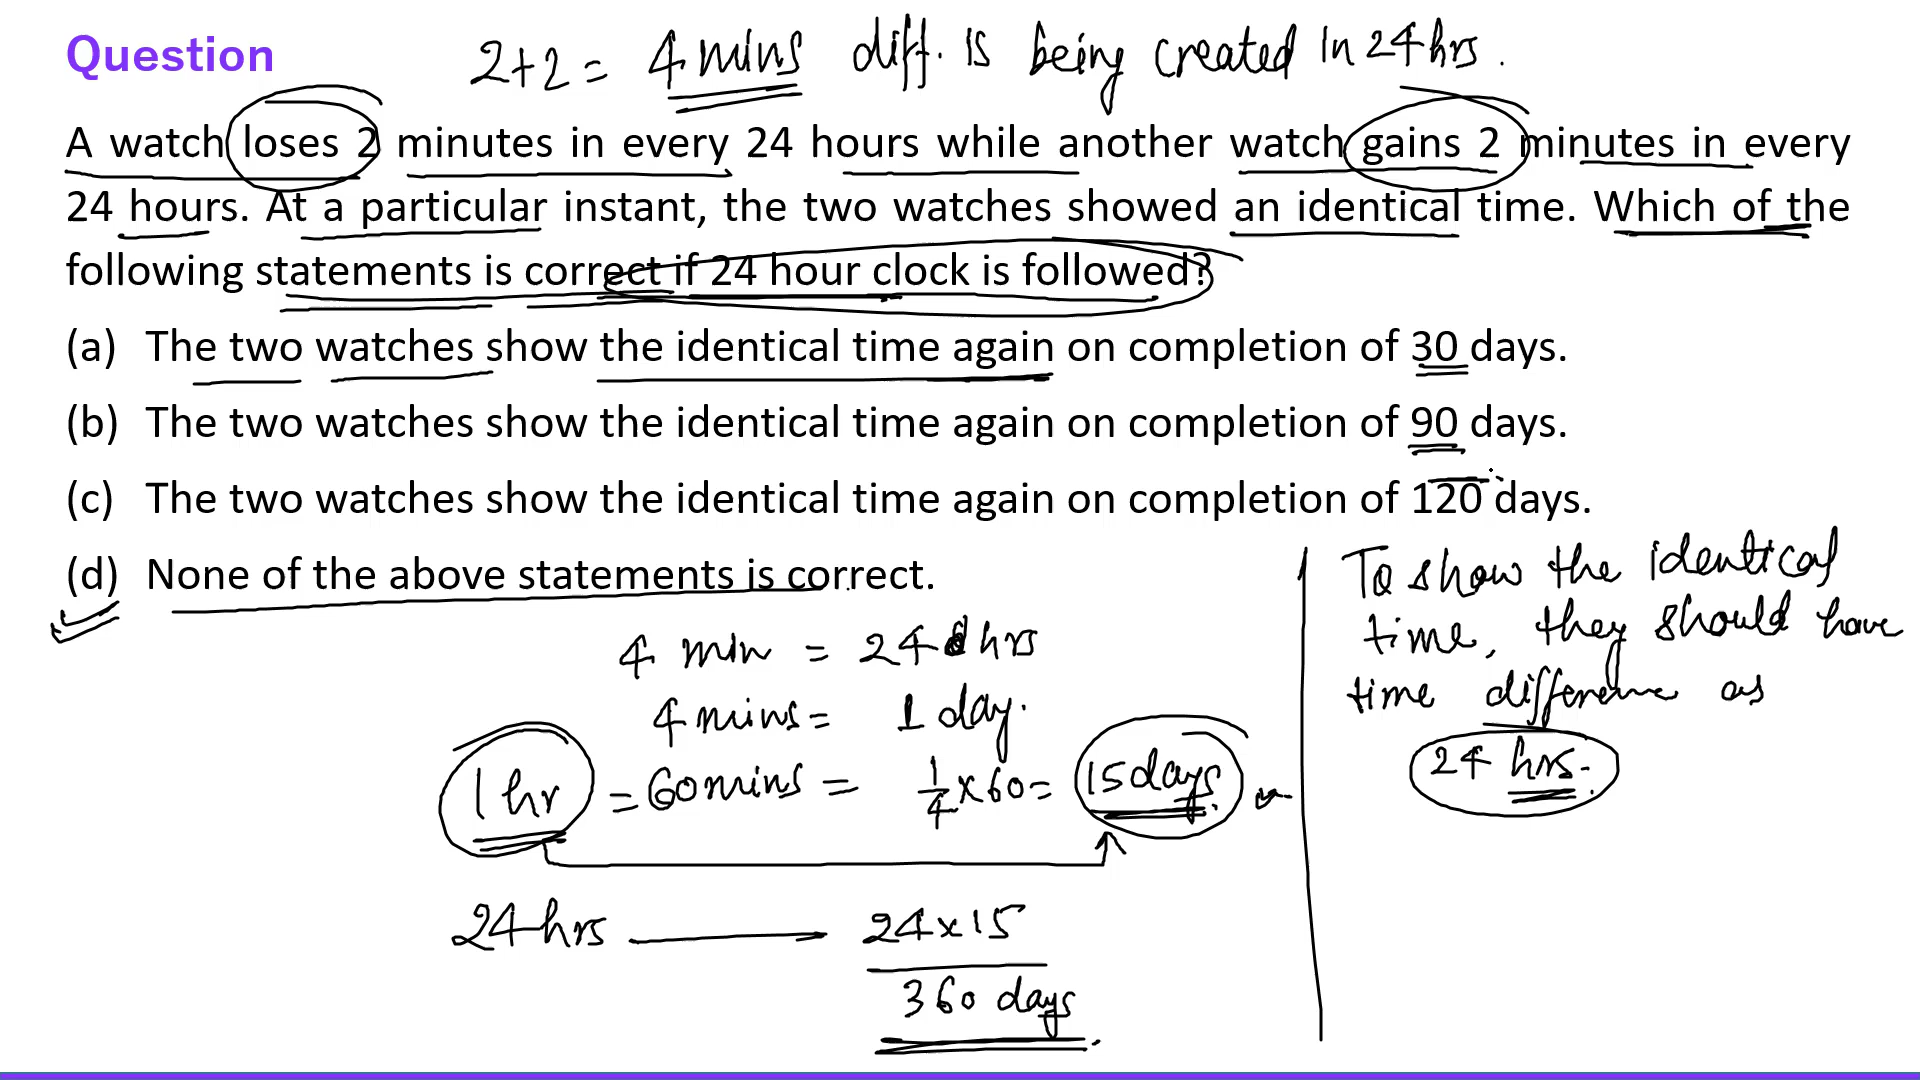 Question
2+2 = 4 mins diff. is being created in 24 hrs.
A watch loses 2 minutes in every 24 hours while another watch gains 2 minutes in every
24 hours. At a particular instant, the two watches showed an identical time. Which of the
following statements is correct if 24 hour clock is followed?
(a) The two watches show the identical time again on completion of 30 days.
(b) The two watches show the identical time again on completion of 90 days.
(c) The two watches show the identical time again on completion of 120 days.
(d) None of the above statements is correct.
4 min = 24 hrs
4 mins = 1 day.
1 hr = 60 mins = 1/4 × 60 = 15 days.
24 hrs 24×15
360 days.
To show the identical
time, they should have
time difference as
24 hrs.